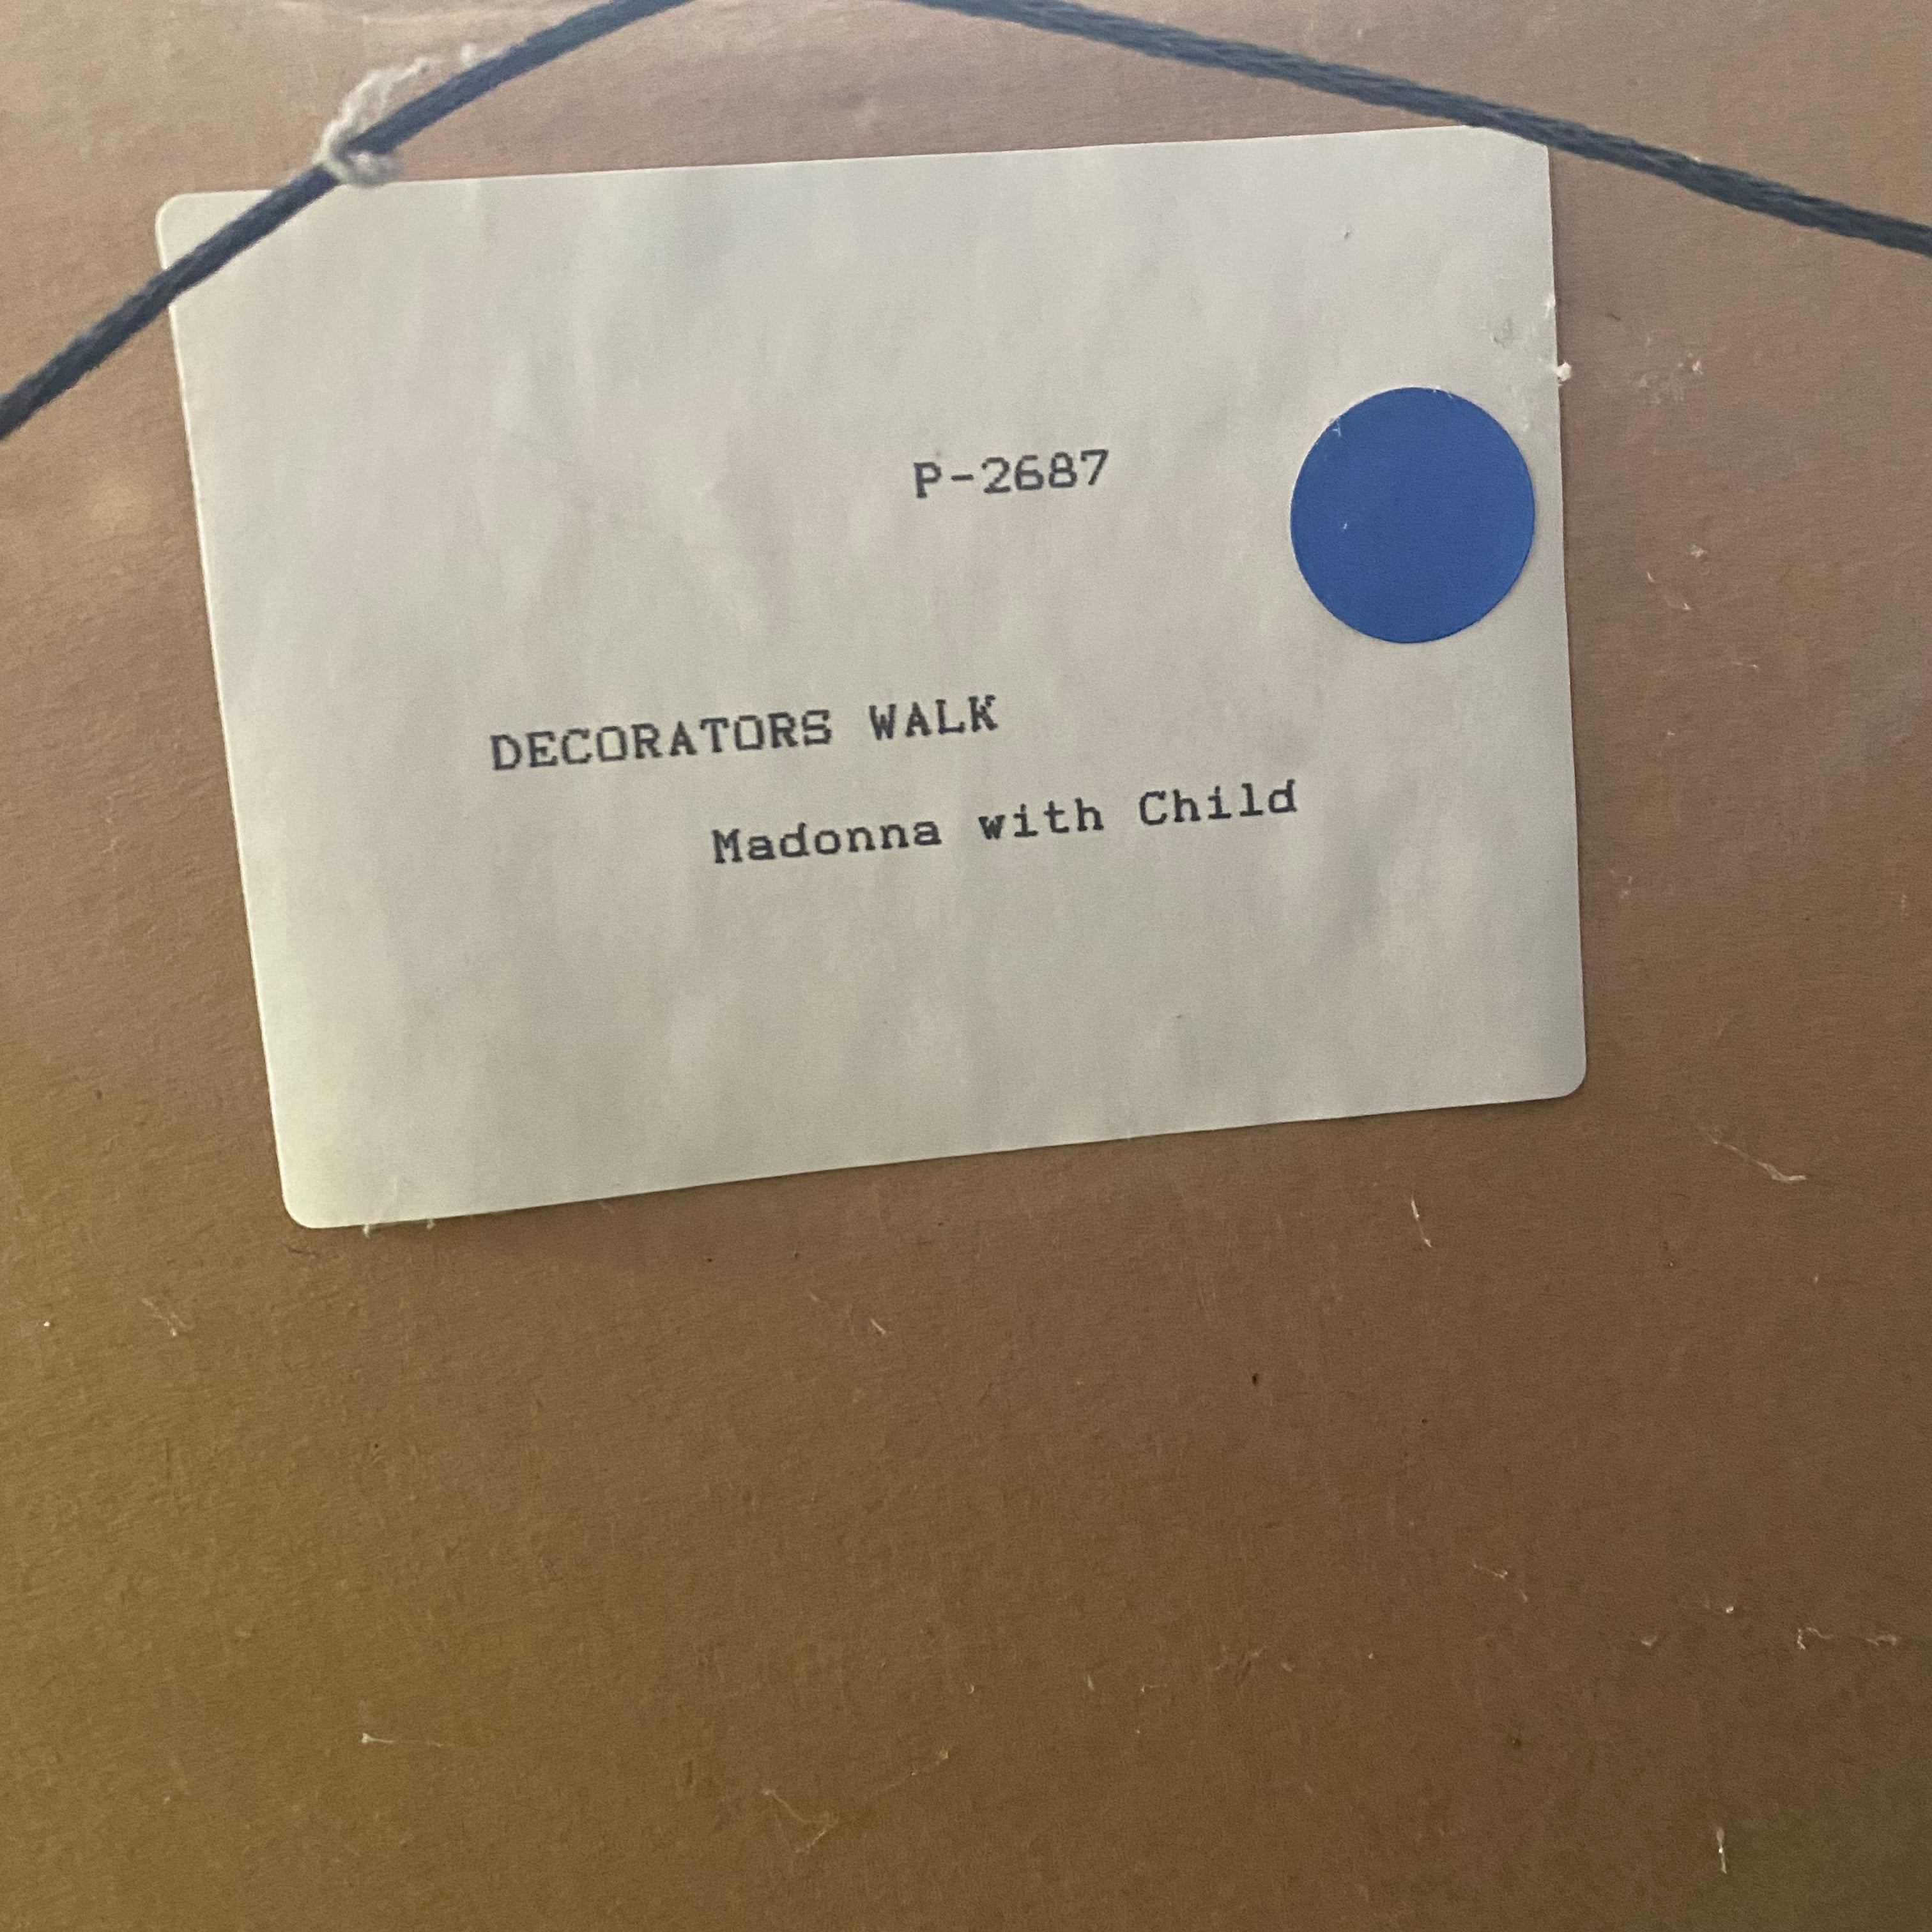 P-2687
DECORATORS WALK
Madonna with Child